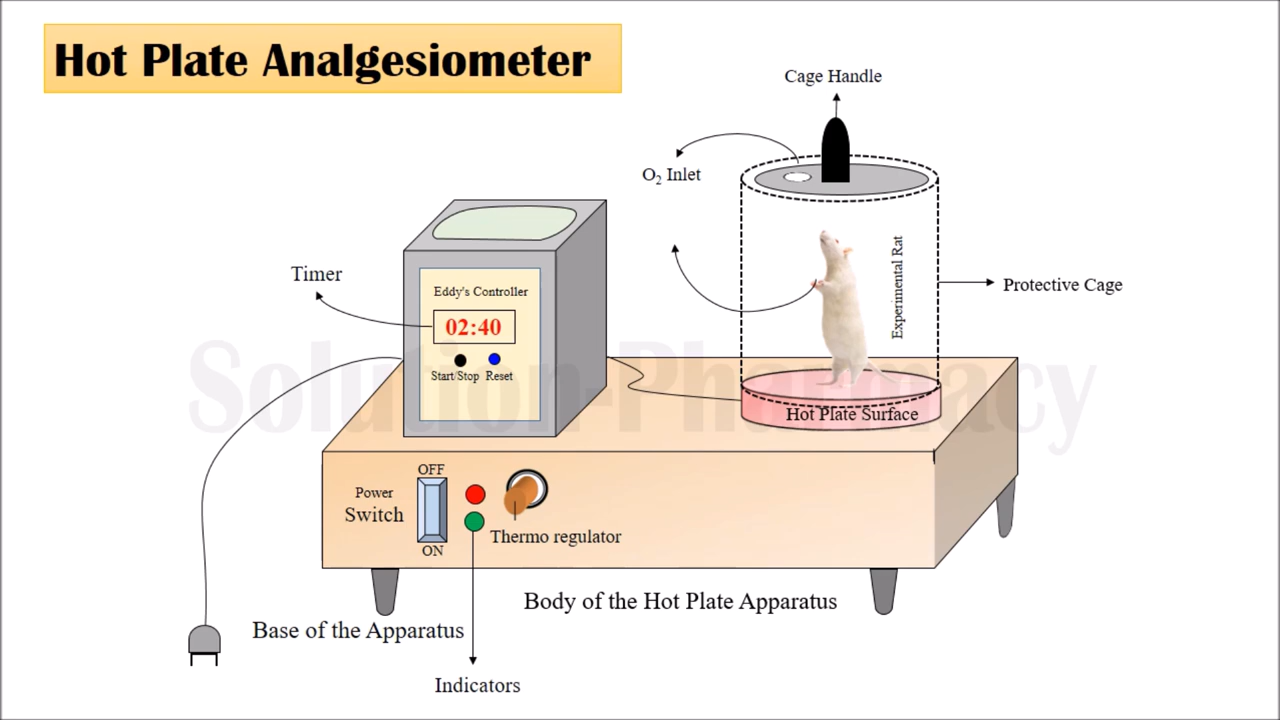 Hot Plate Analgesiometer
Cage Handle
O₂ Inlet
Timer
Eddy's Controller
02:40
Start/Stop Reset
Experimental Rat
Protective Cage
Solution-Pharmacy
Hot Plate Surface
OFF
Power
Switch
ON
Thermo regulator
Body of the Hot Plate Apparatus
Base of the Apparatus
Indicators